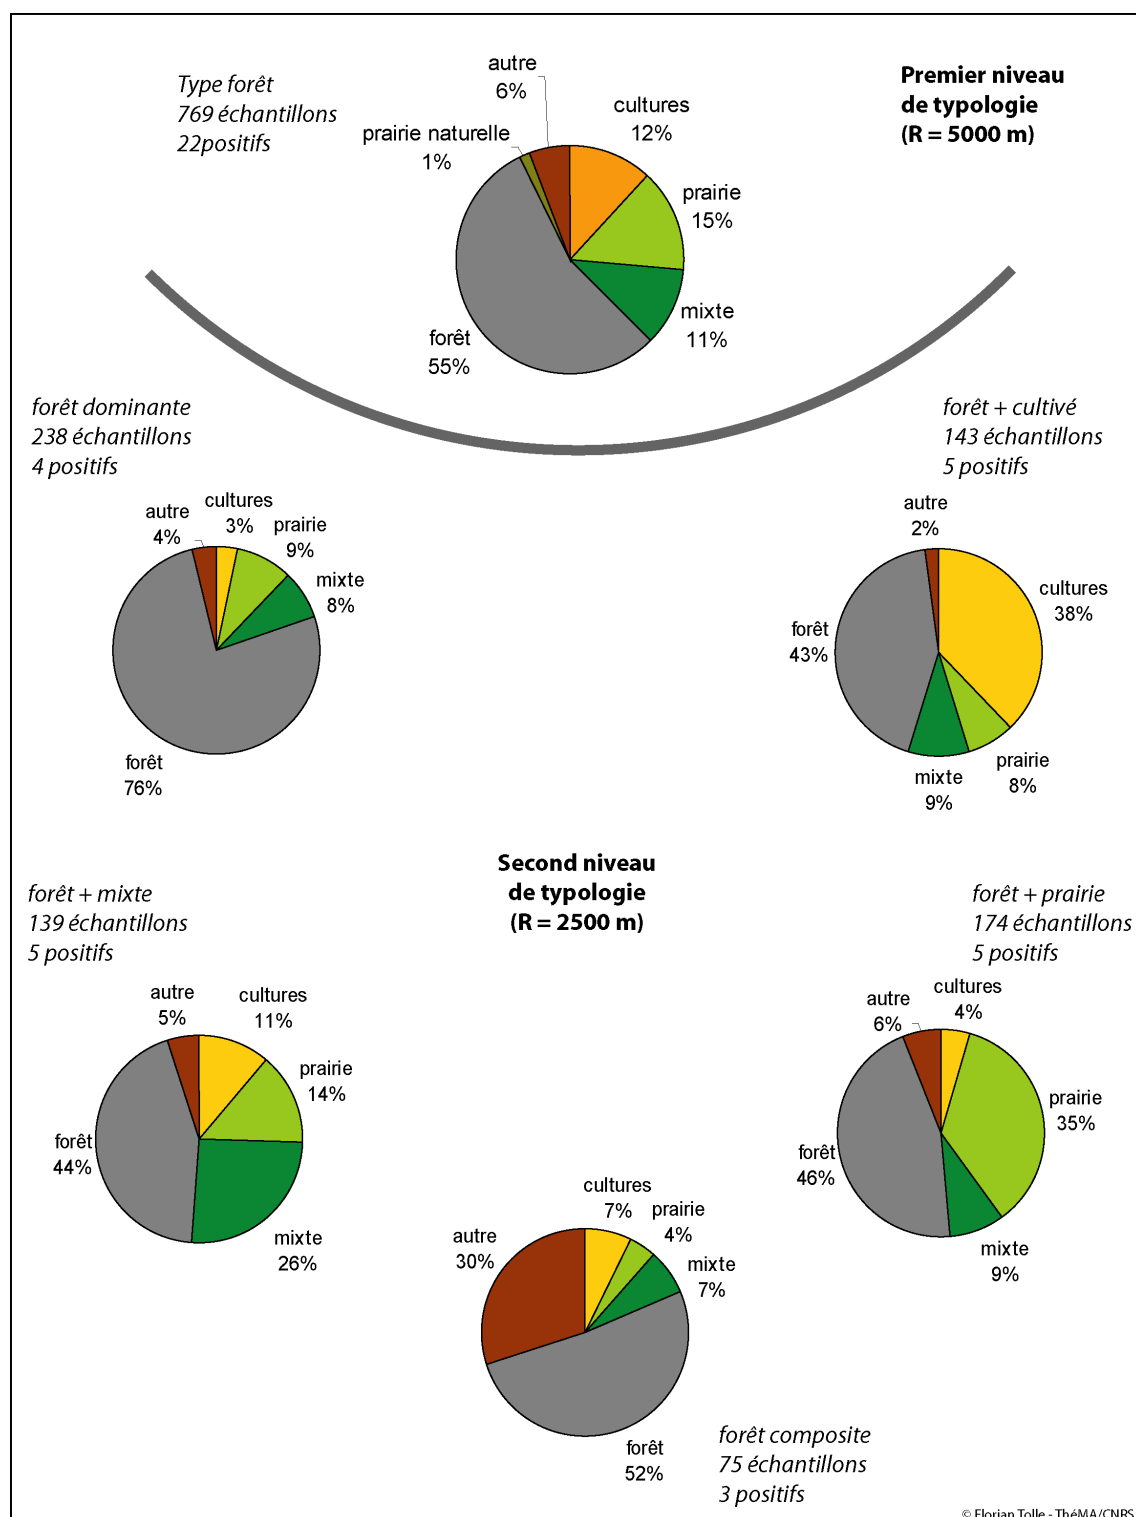 Type forêt
769 échantillons
22positifs
Premier niveau
de typologie
(R = 5000 m)
autre
6%
cultures
12%
prairie naturelle
1%
prairie
15%
mixte
11%
forêt
55%
forêt dominante
238 échantillons
4 positifs
autre
4%
cultures
3%
prairie
9%
mixte
8%
forêt
76%
forêt + cultivé
143 échantillons
5 positifs
autre
2%
cultures
38%
forêt
43%
prairie
8%
mixte
9%
Second niveau
de typologie
(R = 2500 m)
forêt + mixte
139 échantillons
5 positifs
autre
5%
cultures
11%
prairie
14%
forêt
44%
mixte
26%
forêt + prairie
174 échantillons
5 positifs
autre
6%
cultures
4%
prairie
35%
forêt
46%
mixte
9%
cultures
7%
prairie
4%
autre
30%
mixte
7%
forêt
52%
forêt composite
75 échantillons
3 positifs
© Florian Tolle - ThéMA/CNRS